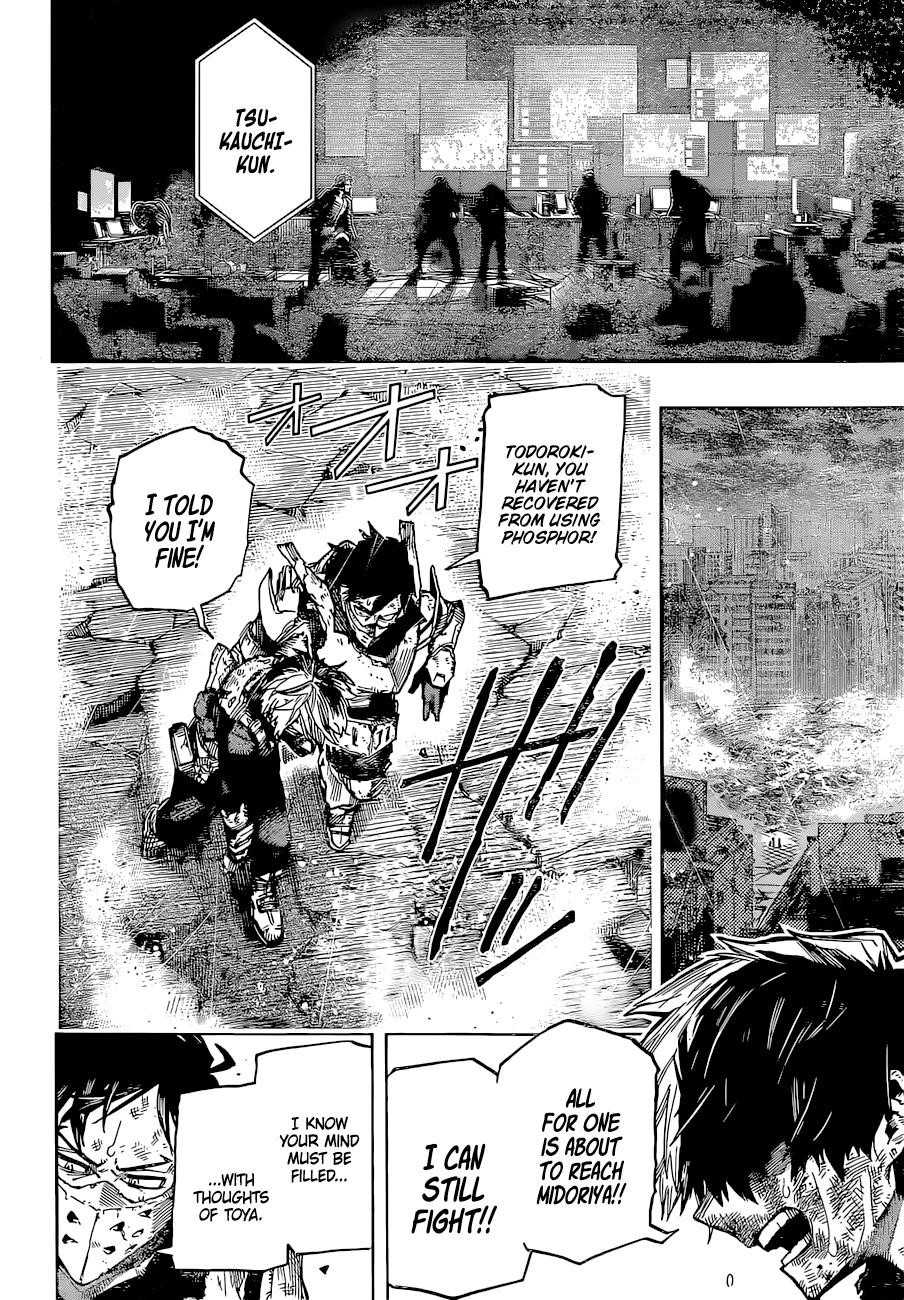 TSU-
KAUCHI-
KUN.
TODOROKI-
KUN, YOU
HAVEN'T
RECOVERED
FROM USING
PHOSPHOR!
オオオ
I TOLD
YOU I'M
FINE!
ALL
FOR ONE
IS ABOUT
TO REACH
MIDORIYA!!
I CAN
STILL
FIGHT!!
I KNOW
YOUR MIND
MUST BE
FILLED...
...WITH
THOUGHTS
OF TOYA.